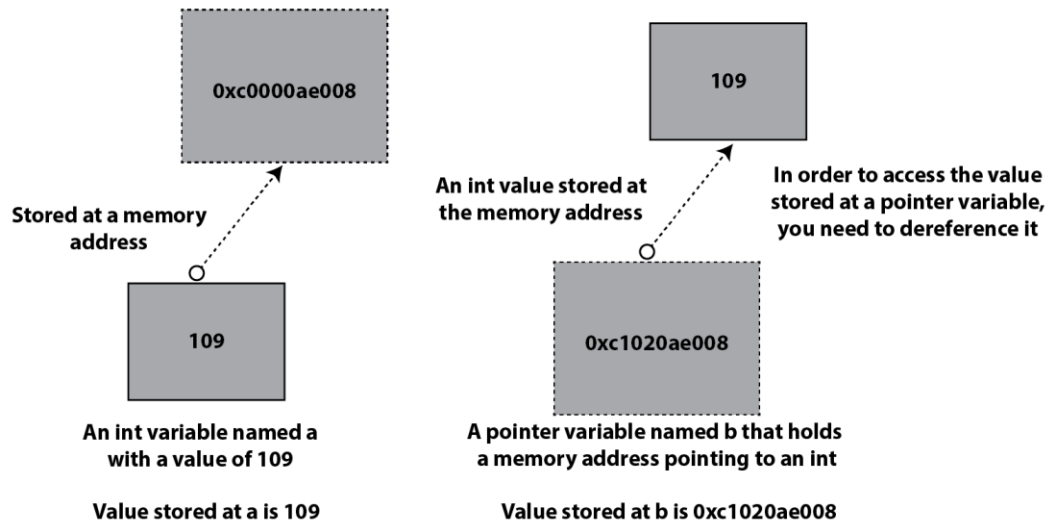 0xc0000ae008
Stored at a memory
address
109
An int variable named a
with a value of 109
Value stored at a is 109
109
An int value stored at
the memory address
In order to access the value
stored at a pointer variable,
you need to dereference it
0xc1020ae008
A pointer variable named b that holds
a memory address pointing to an int
Value stored at b is 0xc1020ae008